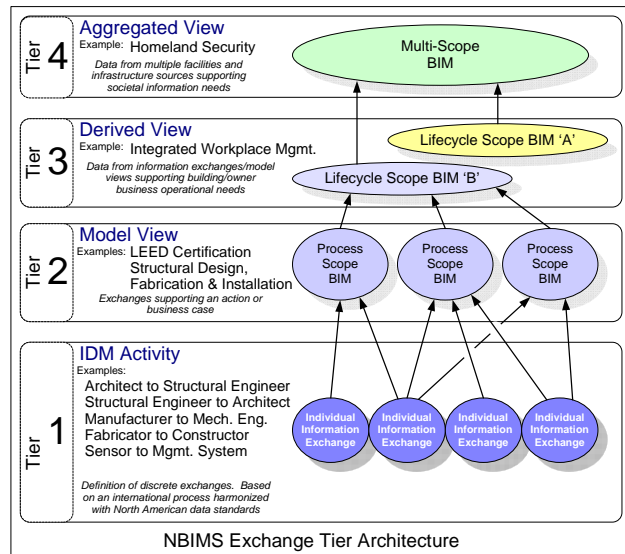 Tier
4
Aggregated View
Example: Homeland Security
Data from multiple facilities and
infrastructure sources supporting
societal information needs
Multi-Scope
BIM
Tier
3
Derived View
Example: Integrated Workplace Mgmt.
Data from information exchanges/model
views supporting building/owner
business operational needs
Lifecycle Scope BIM ‘A’
Lifecycle Scope BIM ‘B’
Tier
2
Model View
Examples: LEED Certification
Structural Design,
Fabrication & Installation
Exchanges supporting an action or
business case
Process
Scope
BIM
Process
Scope
BIM
Process
Scope
BIM
Tier
1
IDM Activity
Examples:
Architect to Structural Engineer
Structural Engineer to Architect
Manufacturer to Mech. Eng.
Fabricator to Constructor
Sensor to Mgmt. System
Definition of discrete exchanges. Based
on an international process harmonized
with North American data standards
Individual
Information
Exchange
Individual
Information
Exchange
Individual
Information
Exchange
Individual
Information
Exchange
NBIMS Exchange Tier Architecture